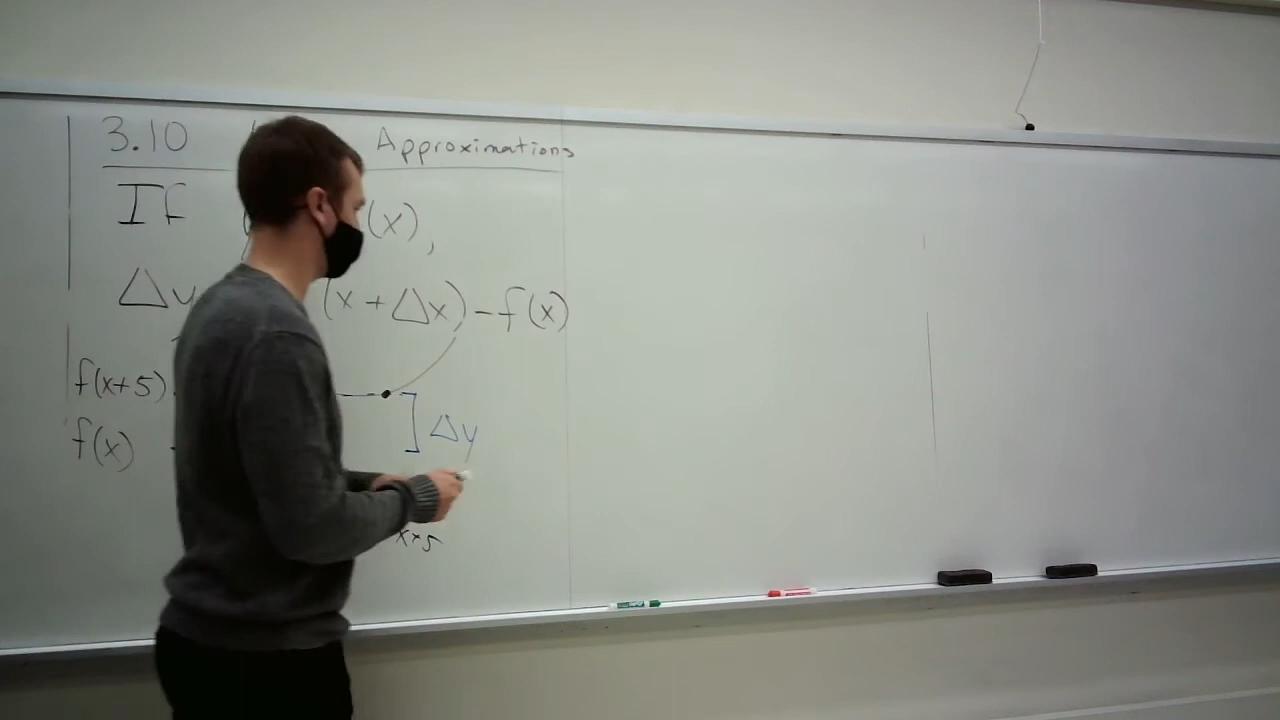 3.10 Approximations
If (x),
Δy (x + Δx) - f(x)
f(x+5)
Δy
f(x)
x+5